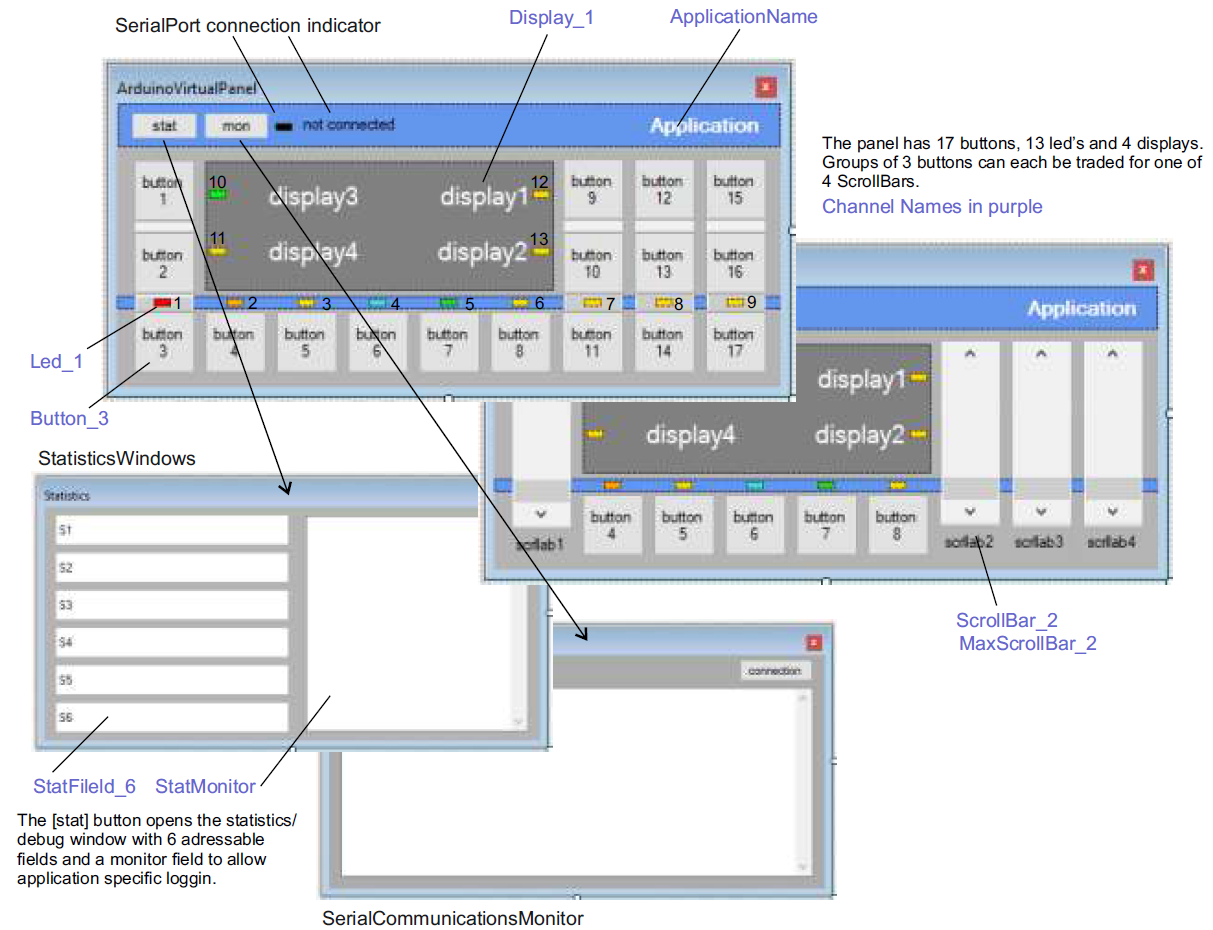 SerialPort connection indicator
Display_1
ApplicationName
ArduinoVirtualPanel
x
stat
mon
not connected
Application
button
1
10
display3
display1
12
button
9
button
12
button
15
11
display4
display2
13
button
2
button
10
button
13
button
16
1
2
3
4
5
6
7
8
9
button
3
button
4
button
5
button
6
button
7
button
8
button
11
button
14
button
17
The panel has 17 buttons, 13 led's and 4 displays.
Groups of 3 buttons can each be traded for one of
4 ScrollBars.
Channel Names in purple
Led_1
Button_3
x
Application
display1
display4
display2
button
4
button
5
button
6
button
7
button
8
scrllab1
scrllab2
scrllab3
scrllab4
ScrollBar_2
MaxScrollBar_2
StatisticsWindows
Statistics
S1
S2
S3
S4
S5
S6
StatFileId_6
StatMonitor
The [stat] button opens the statistics/
debug window with 6 adressable
fields and a monitor field to allow
application specific loggin.
x
connection
SerialCommunicationsMonitor